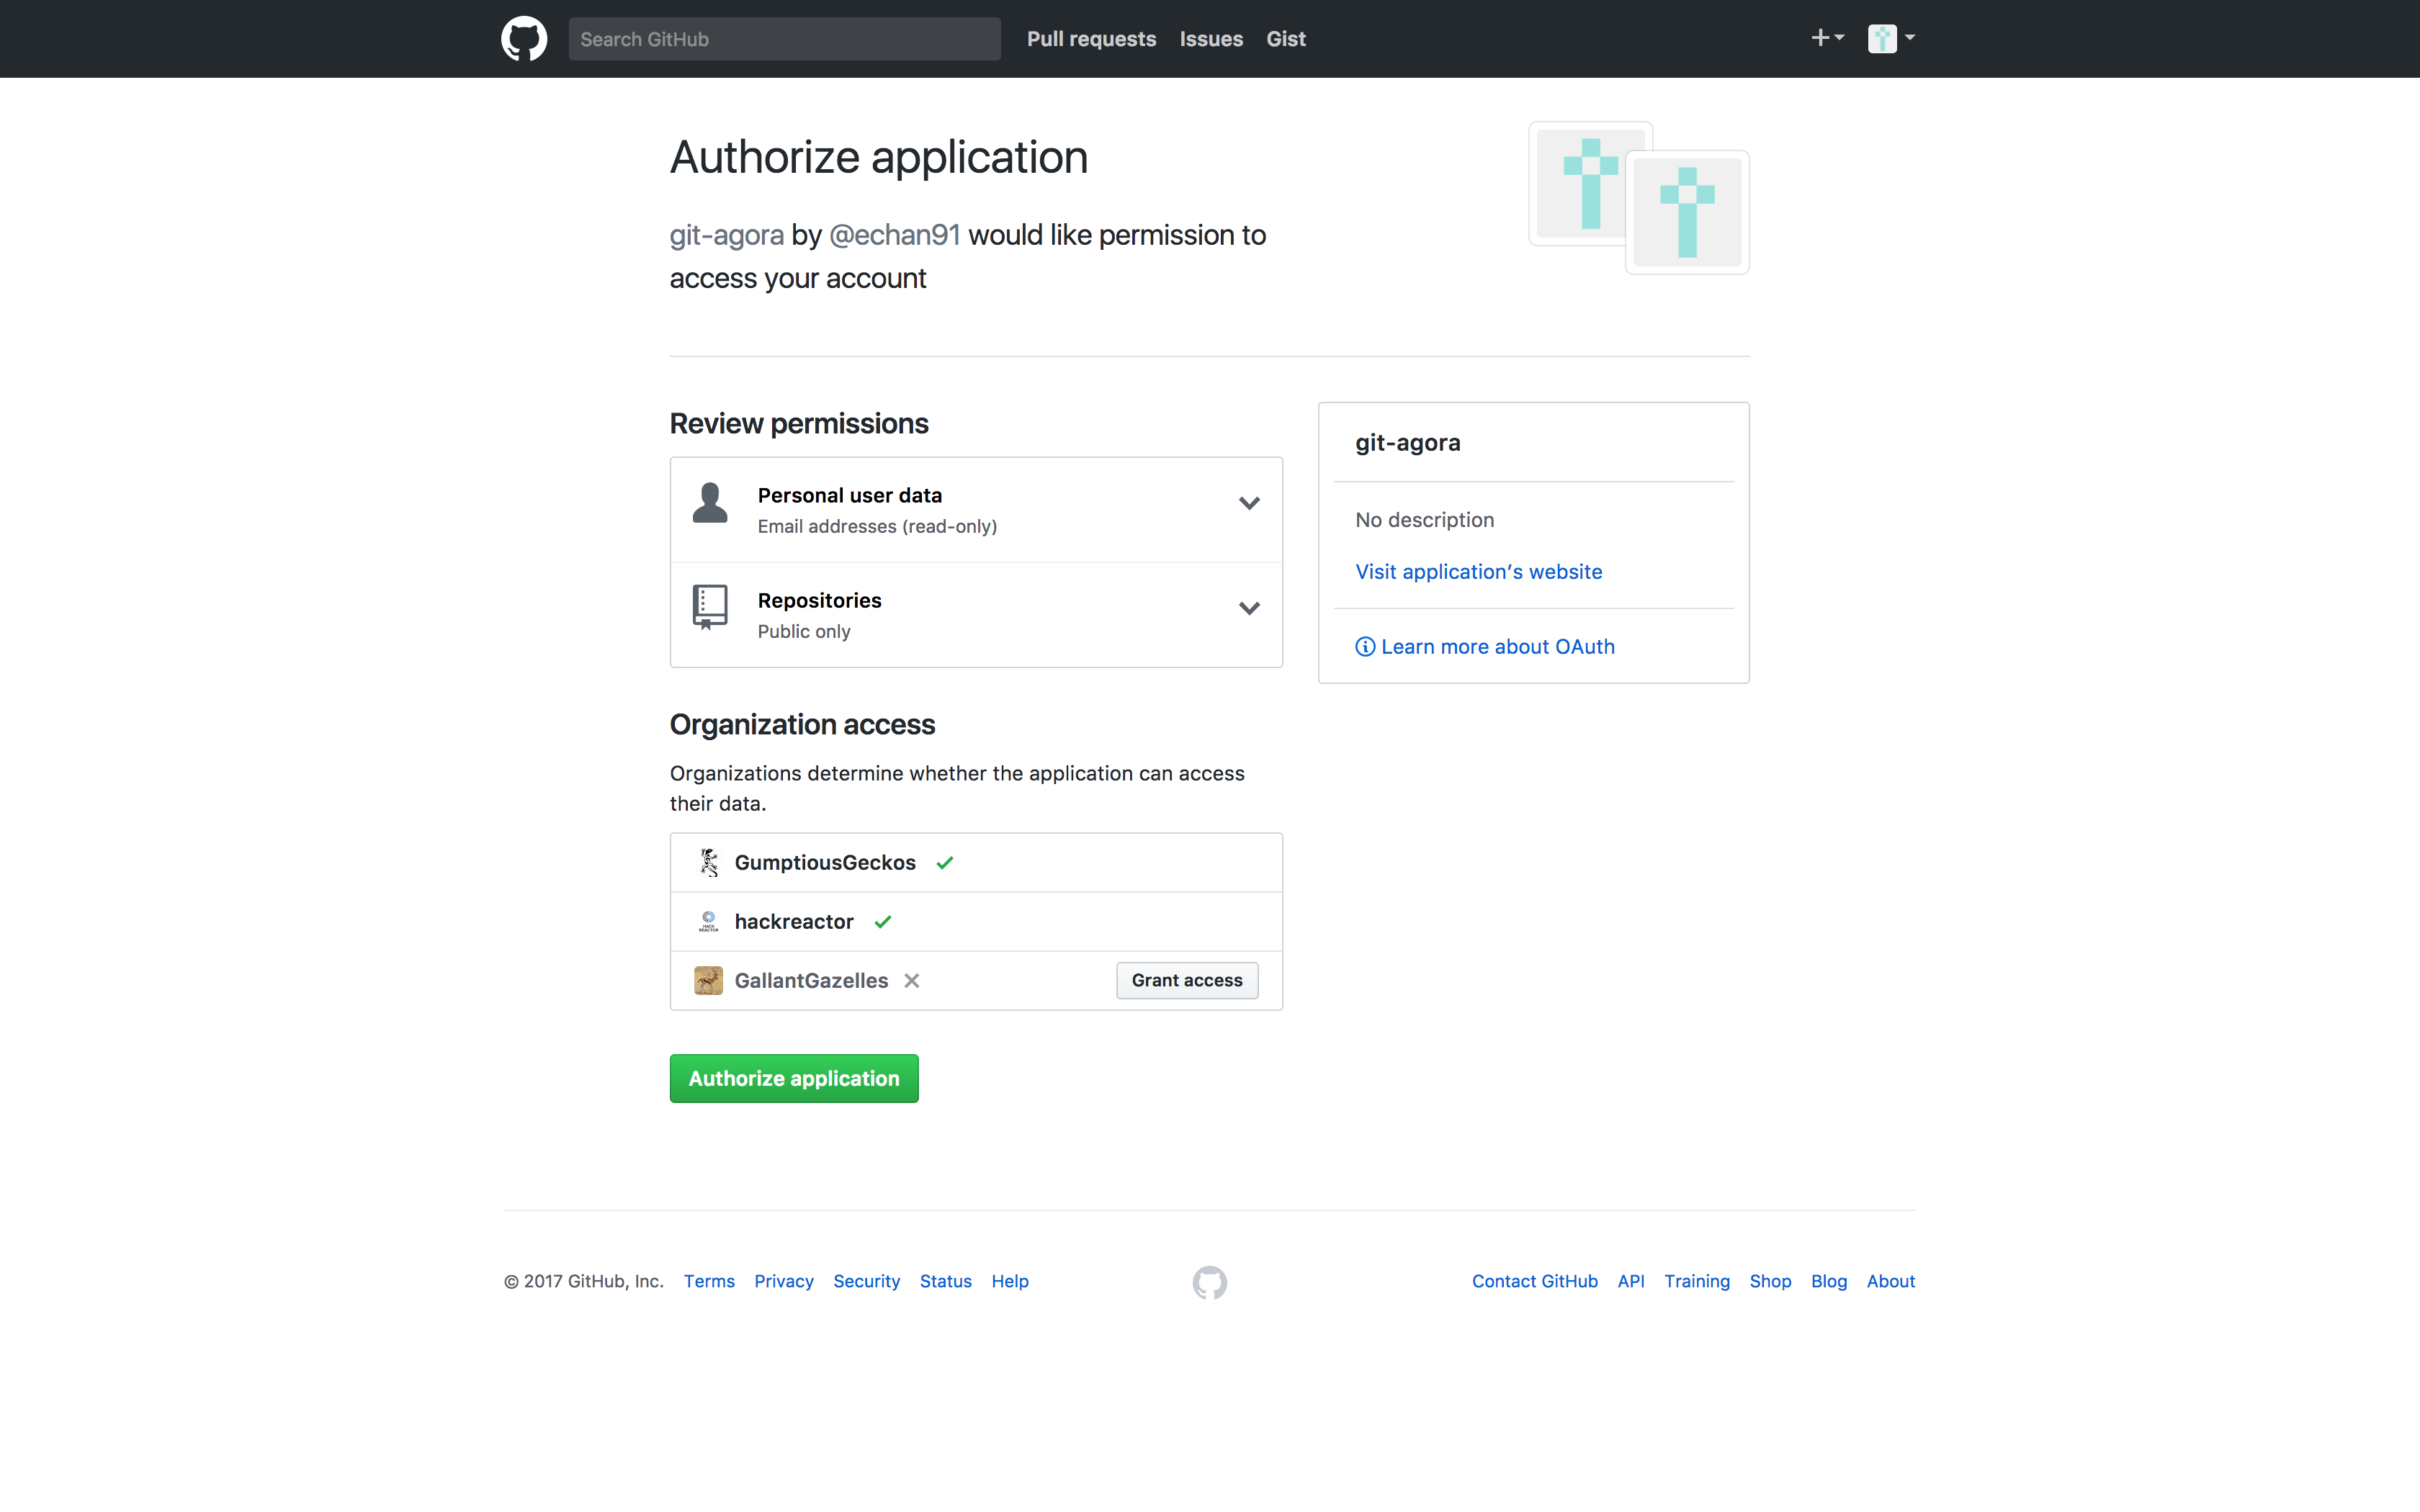 Search GitHub
Pull requests
Issues
Gist
Authorize application
git-agora by @echan91 would like permission to
access your account
Review permissions
Personal user data
Email addresses (read-only)
Repositories
Public only
git-agora
No description
Visit application’s website
Learn more about OAuth
Organization access
Organizations determine whether the application can access
their data.
GumptiousGeckos
HACK
REACTOR
hackreactor
GallantGazelles
Grant access
Authorize application
© 2017 GitHub, Inc. Terms Privacy Security Status Help
Contact GitHub API Training Shop Blog About